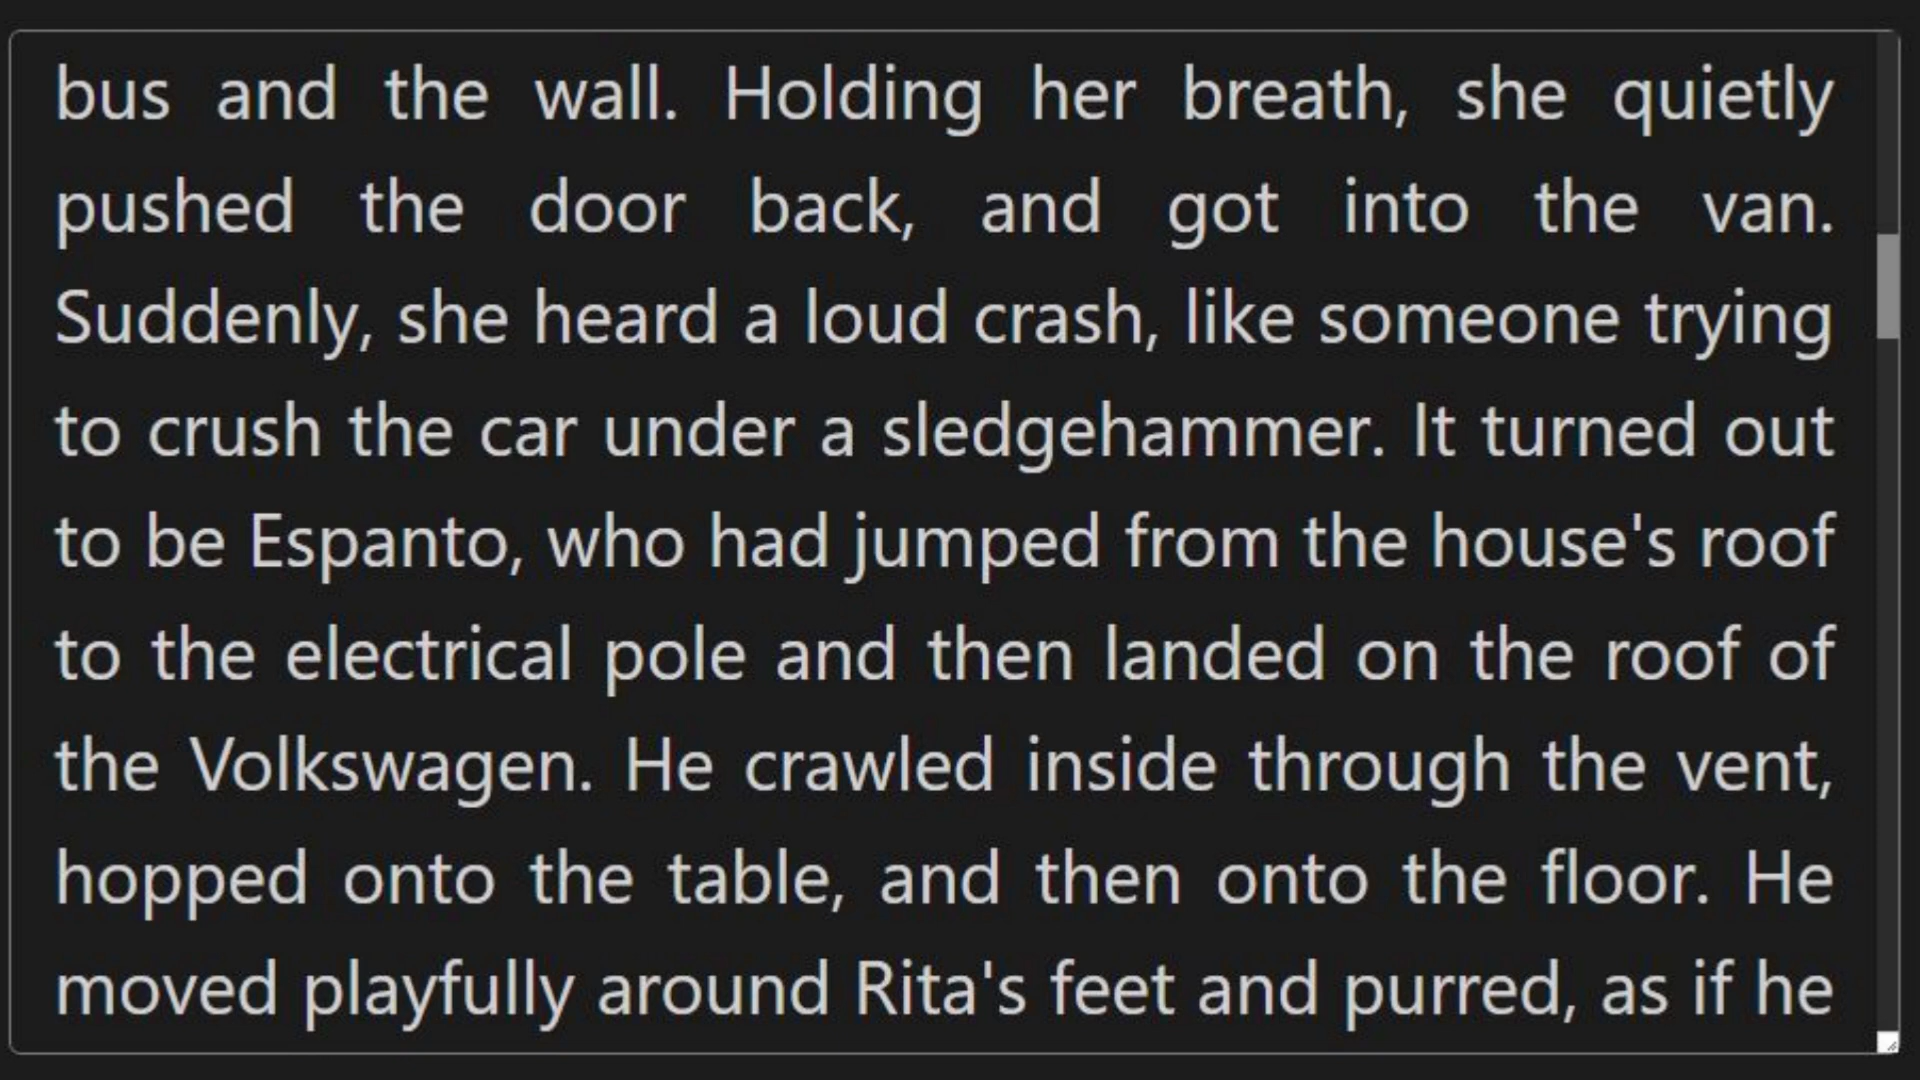 bus and the wall. Holding her breath, she quietly
pushed the door back, and got into the van.
Suddenly, she heard a loud crash, like someone trying
to crush the car under a sledgehammer. It turned out
to be Espanto, who had jumped from the house's roof
to the electrical pole and then landed on the roof of
the Volkswagen. He crawled inside through the vent,
hopped onto the table, and then onto the floor. He
moved playfully around Rita's feet and purred, as if he